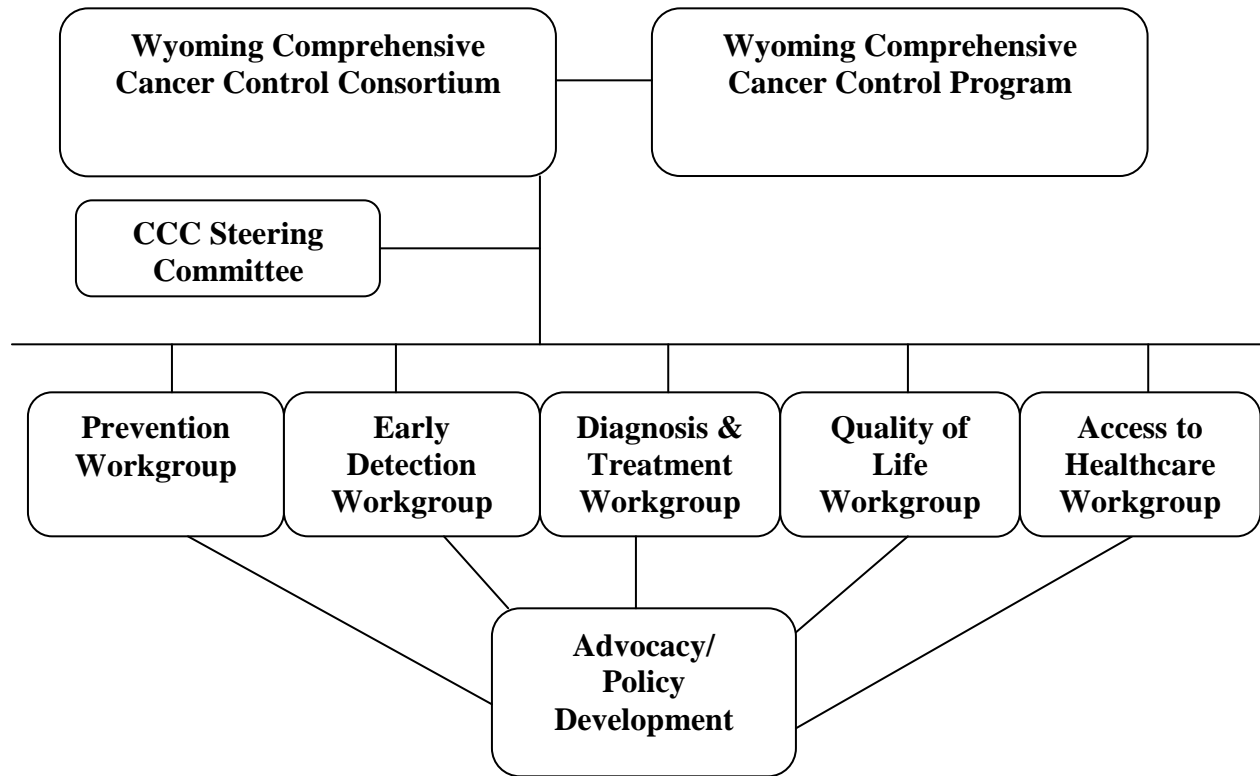 Wyoming Comprehensive
Cancer Control Consortium
Wyoming Comprehensive
Cancer Control Program
CCC Steering
Committee
Prevention
Workgroup
Early
Detection
Workgroup
Diagnosis &
Treatment
Workgroup
Quality of
Life
Workgroup
Access to
Healthcare
Workgroup
Advocacy/
Policy
Development